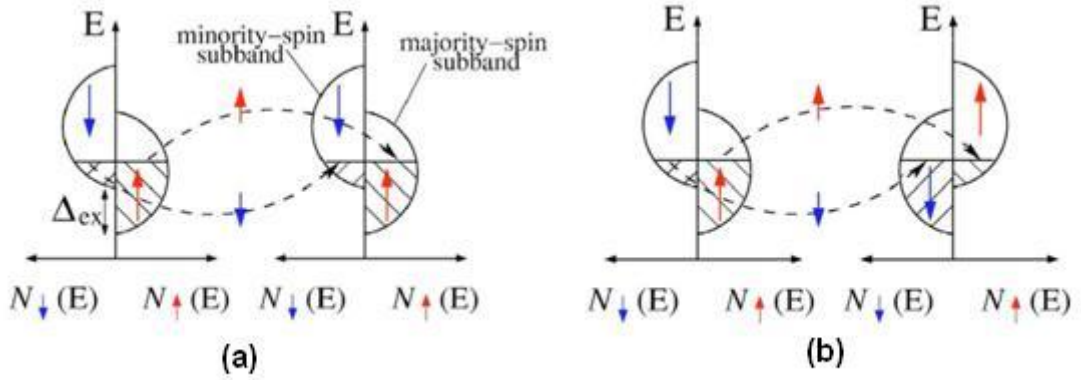 E
E
minority–spin
subband
majority–spin
subband
Δex
N↓(E) N↑(E) N↓(E) N↑(E)
(a)
E
E
N↓(E) N↑(E) N↓(E) N↑(E)
(b)